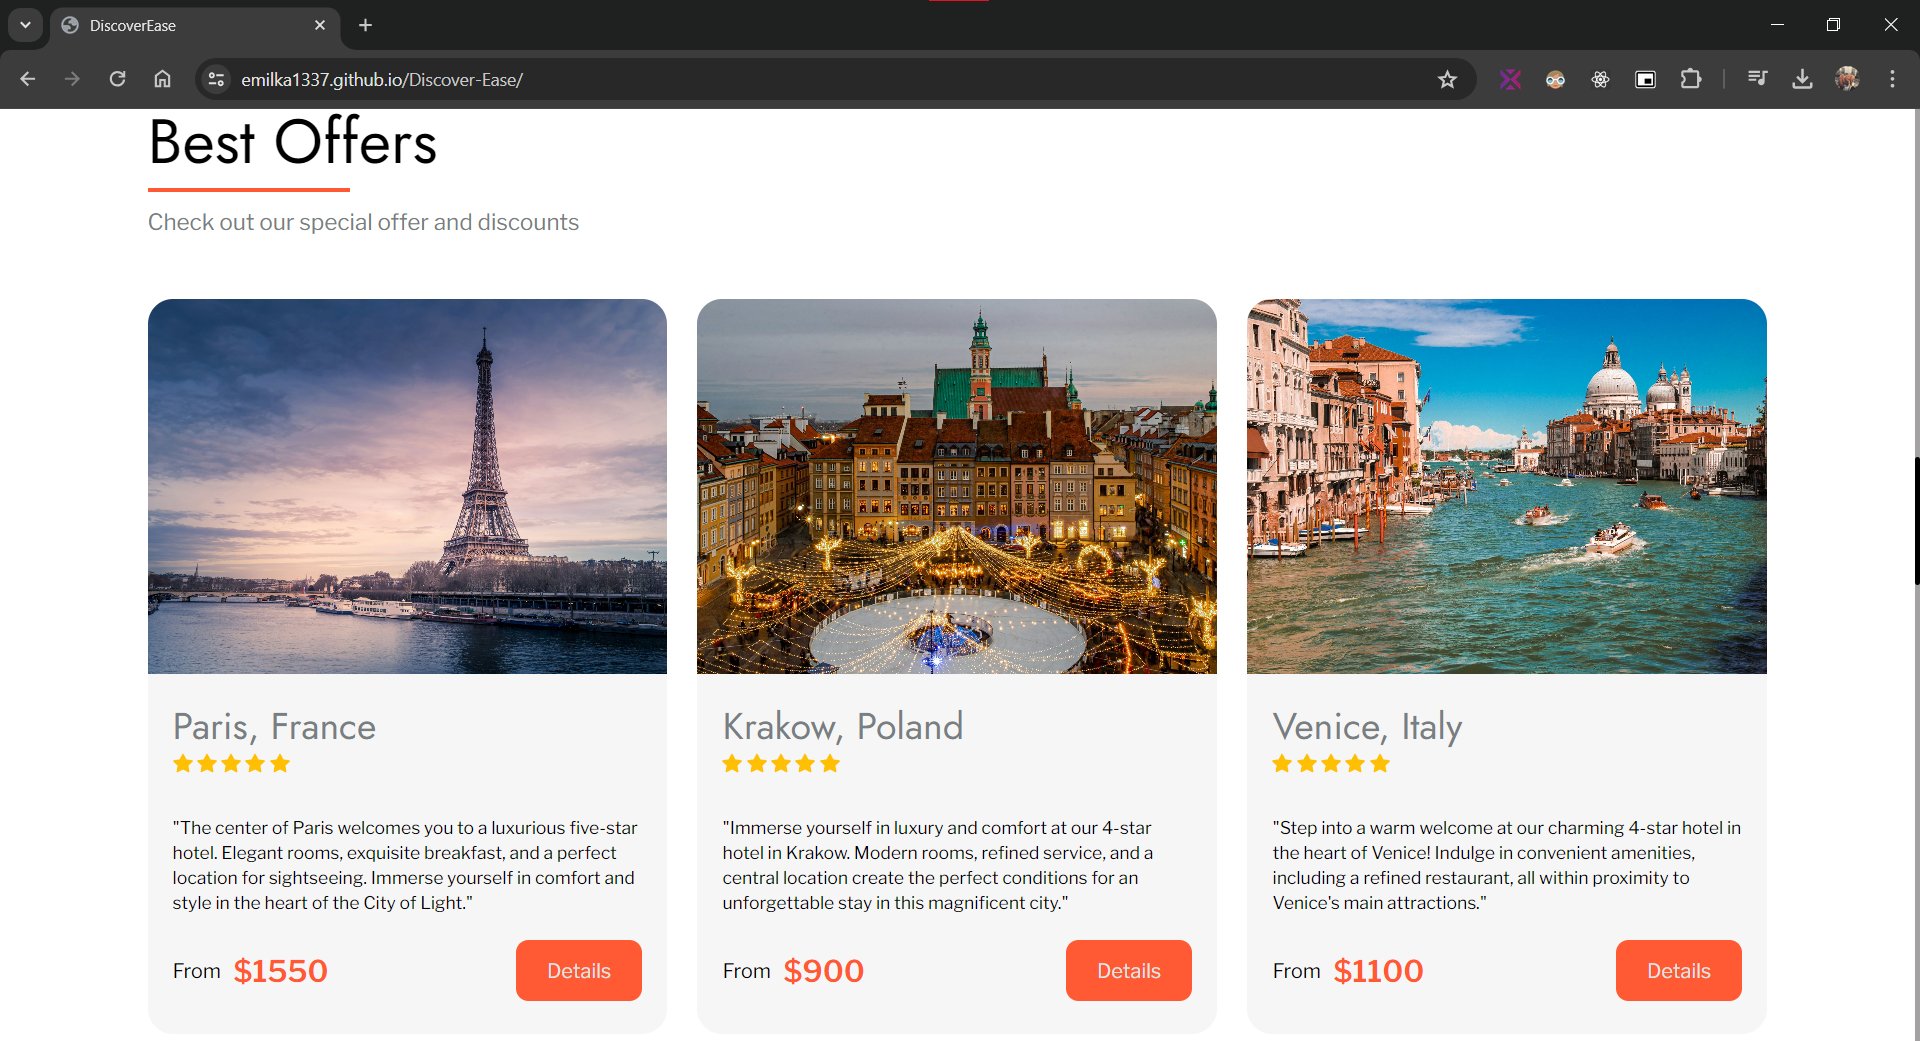 DiscoverEase
emilka1337.github.io/Discover-Ease/
Best Offers
Check out our special offer and discounts
Paris, France
"The center of Paris welcomes you to a luxurious five-star
hotel. Elegant rooms, exquisite breakfast, and a perfect
location for sightseeing. Immerse yourself in comfort and
style in the heart of the City of Light."
From $1550
Details
Krakow, Poland
"Immerse yourself in luxury and comfort at our 4-star
hotel in Krakow. Modern rooms, refined service, and a
central location create the perfect conditions for an
unforgettable stay in this magnificent city."
From $900
Details
Venice, Italy
"Step into a warm welcome at our charming 4-star hotel in
the heart of Venice! Indulge in convenient amenities,
including a refined restaurant, all within proximity to
Venice's main attractions."
From $1100
Details